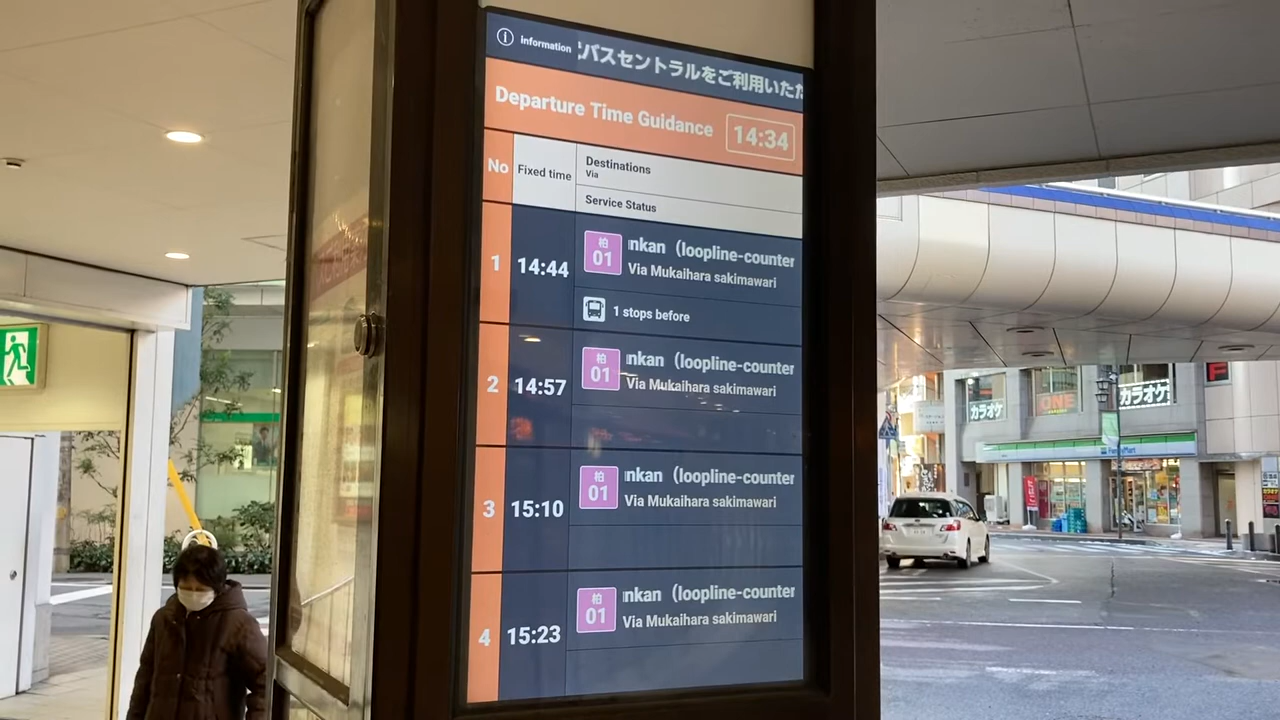 information
バスセントラルをご利用いただ
Departure Time Guidance
14:34
No
Fixed time
Destinations
Via
Service Status
1
14:44
柏
01
nkan (loopline-counter
Via Mukaihara sakimawari
1 stops before
2
14:57
柏
01
nkan (loopline-counter
Via Mukaihara sakimawari
3
15:10
柏
01
nkan (loopline-counter
Via Mukaihara sakimawari
4
15:23
柏
01
nkan (loopline-counter
Via Mukaihara sakimawari
カラオケ
ONE
カラオケ
F
FamilyMart